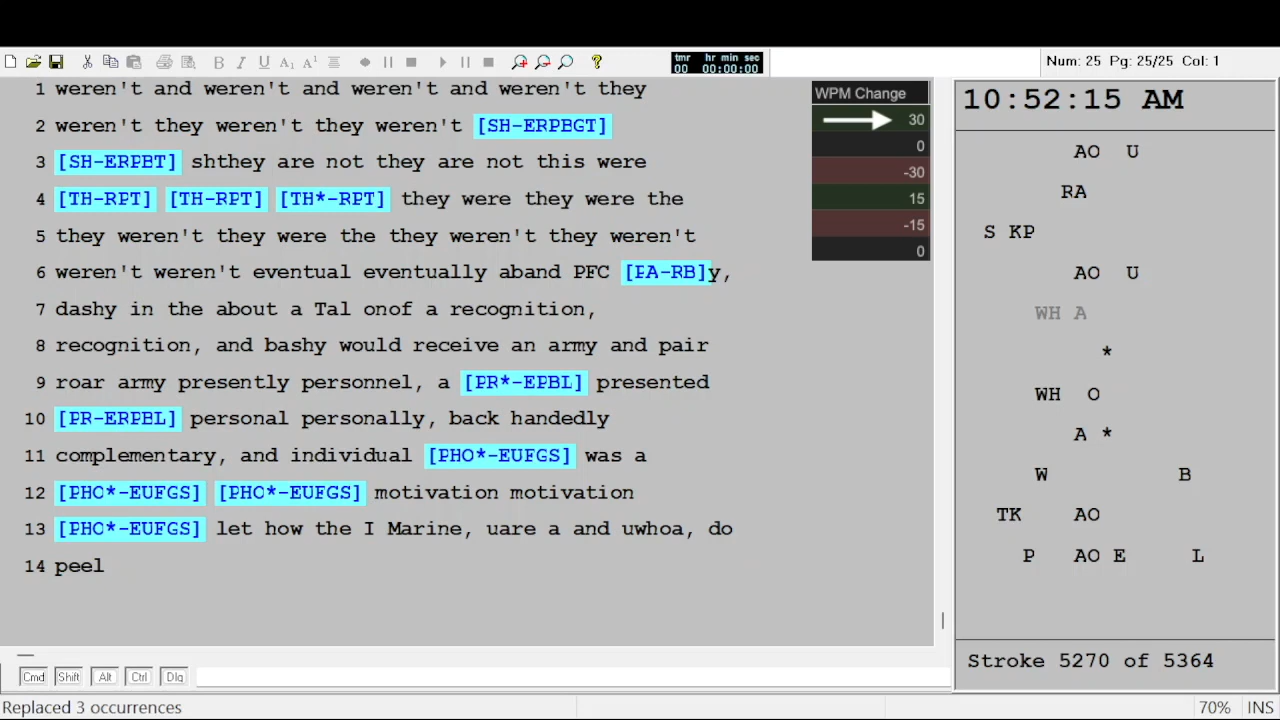 tmr hr min sec
00 00:00:00
Num: 25 Pg: 25/25 Col: 1
1 weren't and weren't and weren't and weren't they
2 weren't they weren't they weren't [SH-ERPBGT]
3 [SH-ERPBT] shthey are not they are not this were
4 [TH-RPT] [TH-RPT] [TH*-RPT] they were they were the
5 they weren't they were the they weren't they weren't
6 weren't weren't eventual eventually aband PFC [PA-RB]y,
7 dashy in the about a Tal onof a recognition,
8 recognition, and bashy would receive an army and pair
9 roar army presently personnel, a [PR*-EPBL] presented
10 [PR-ERPBL] personal personally, back handedly
11 complementary, and individual [PHO*-EUFGS] was a
12 [PHO*-EUFGS] [PHO*-EUFGS] motivation motivation
13 [PHO*-EUFGS] let how the I Marine, uare a and uwhoa, do
14 peel
WPM Change
30
0
-30
15
-15
0
10:52:15 AM
AO U
RA
S KP
AO U
WH A
*
WH O
A *
W B
TK AO
P AO E L
Stroke 5270 of 5364
Cmd Shift Alt Ctrl Dlg
Replaced 3 occurrences
70% INS